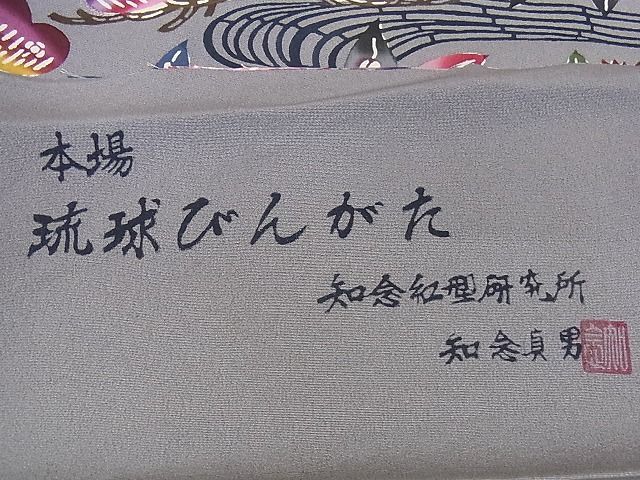 本場
琉球びんがた
知念紅型研究所
知念貞男